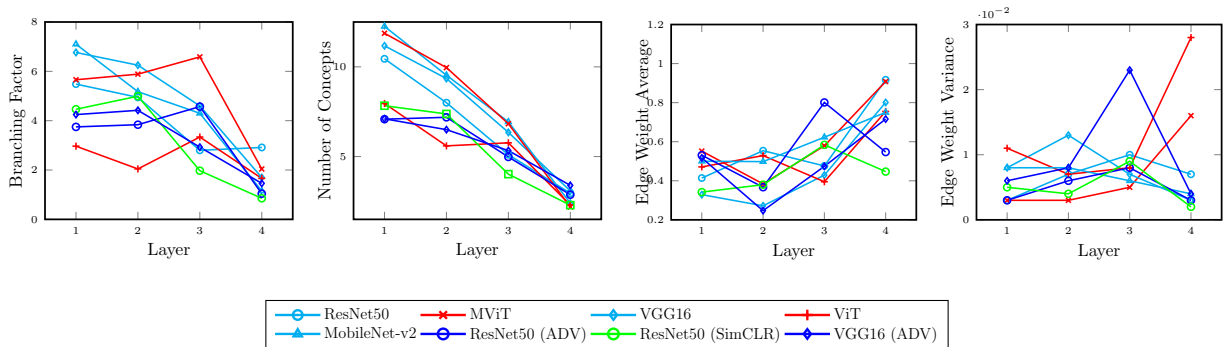 8
6
4
2
0
1 2 3 4
Layer
Branching Factor
10
5
1 2 3 4
Layer
Number of Concepts
1.2
1
0.8
0.6
0.4
0.2
1 2 3 4
Layer
Edge Weight Average
·10⁻²
3
2
1
0
1 2 3 4
Layer
Edge Weight Variance
ResNet50 MViT VGG16 ViT
MobileNet-v2 ResNet50 (ADV) ResNet50 (SimCLR) VGG16 (ADV)